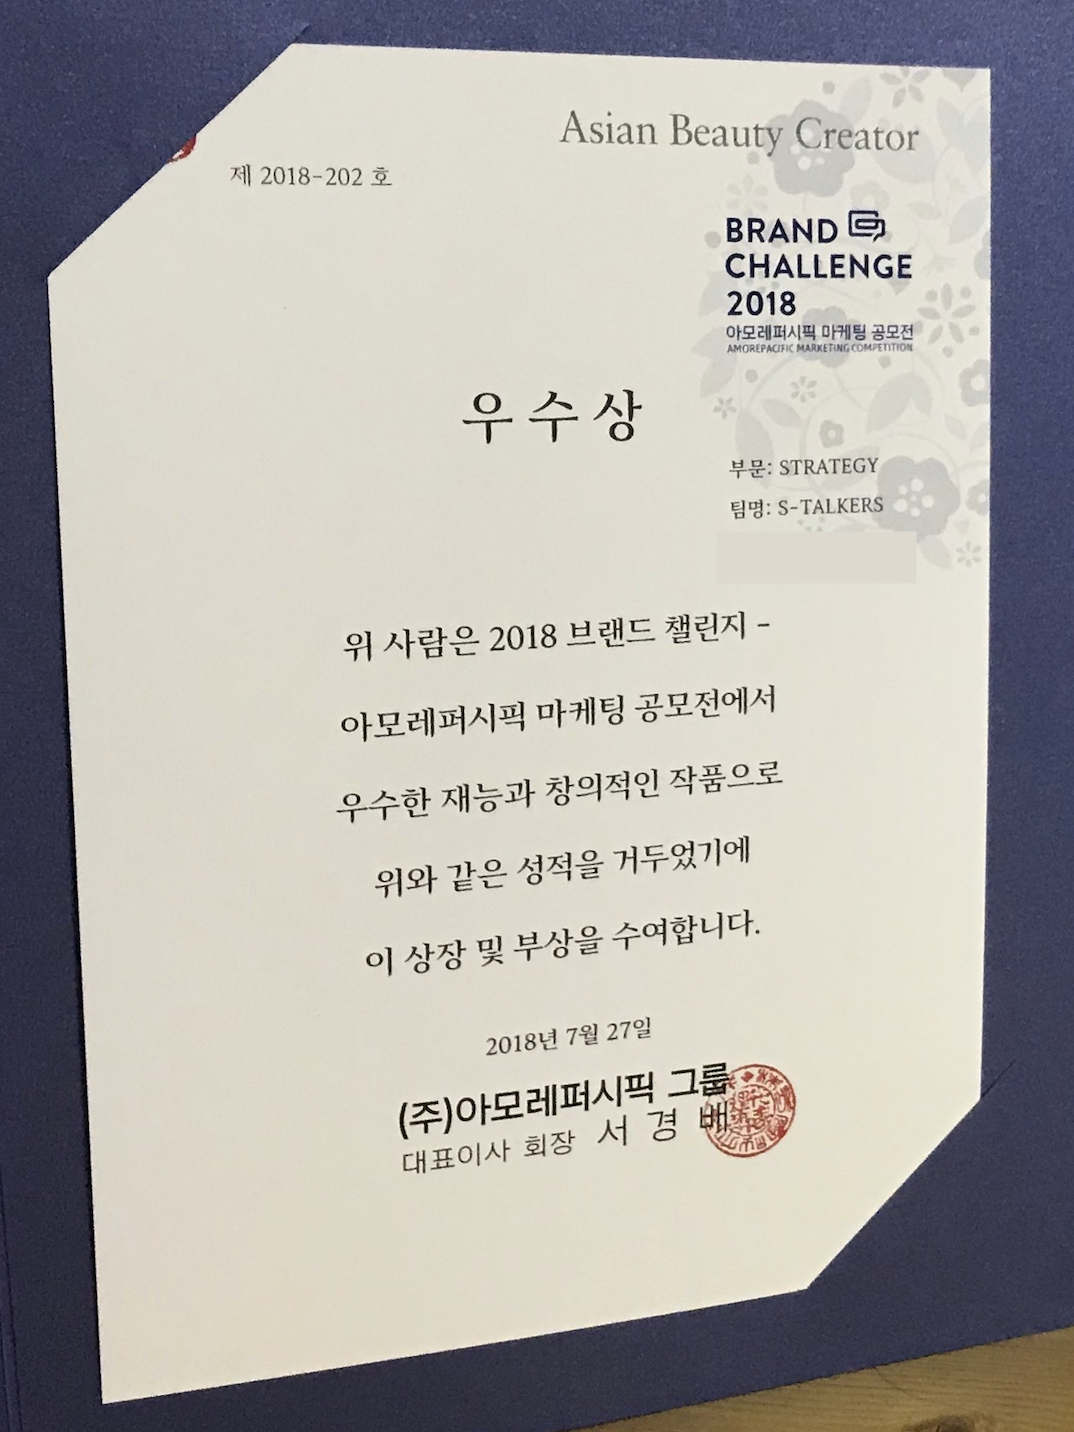 Asian Beauty Creator
제 2018-202 호
BRAND
CHALLENGE
2018
아모레퍼시픽 마케팅 공모전
AMOREPACIFIC MARKETING COMPETITION
우수상
부문: STRATEGY
팀명: S-TALKERS
위 사람은 2018 브랜드 챌린지 -
아모레퍼시픽 마케팅 공모전에서
우수한 재능과 창의적인 작품으로
위와 같은 성적을 거두었기에
이 상장 및 부상을 수여합니다.
2018년 7월 27일
(주)아모레퍼시픽 그룹
대표이사 회장 서 경 배